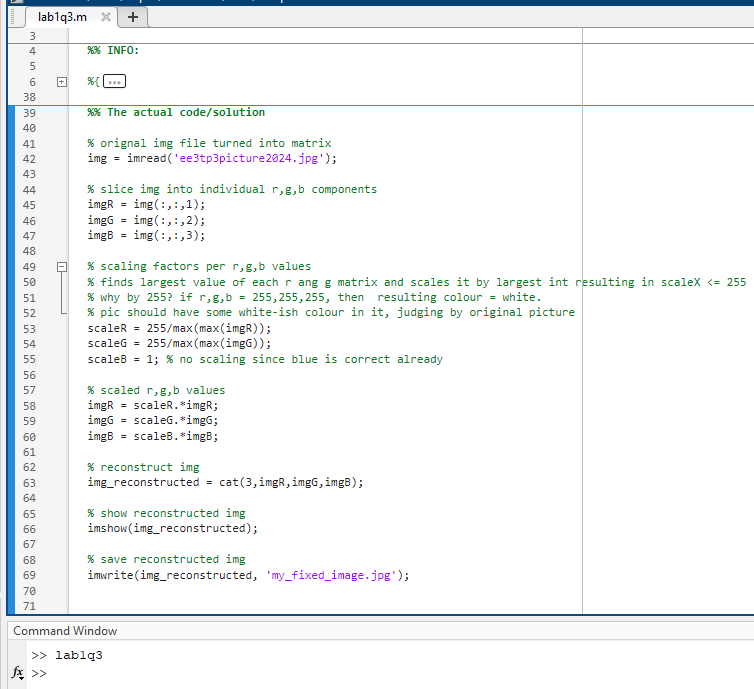 lab1q3.m
3
4 %% INFO:
5
6 %{ ...
38
39 %% The actual code/solution
40
41 % orignal img file turned into matrix
42 img = imread('ee3tp3picture2024.jpg');
43
44 % slice img into individual r,g,b components
45 imgR = img(:,:,1);
46 imgG = img(:,:,2);
47 imgB = img(:,:,3);
48
49 % scaling factors per r,g,b values
50 % finds largest value of each r ang g matrix and scales it by largest int resulting in scaleX <= 255
51 % why by 255? if r,g,b = 255,255,255, then  resulting colour = white.
52 % pic should have some white-ish colour in it, judging by original picture
53 scaleR = 255/max(max(imgR));
54 scaleG = 255/max(max(imgG));
55 scaleB = 1; % no scaling since blue is correct already
56
57 % scaled r,g,b values
58 imgR = scaleR.*imgR;
59 imgG = scaleG.*imgG;
60 imgB = scaleB.*imgB;
61
62 % reconstruct img
63 img_reconstructed = cat(3,imgR,imgG,imgB);
64
65 % show reconstructed img
66 imshow(img_reconstructed);
67
68 % save reconstructed img
69 imwrite(img_reconstructed, 'my_fixed_image.jpg');
70
71
Command Window
>> lab1q3
fx >>